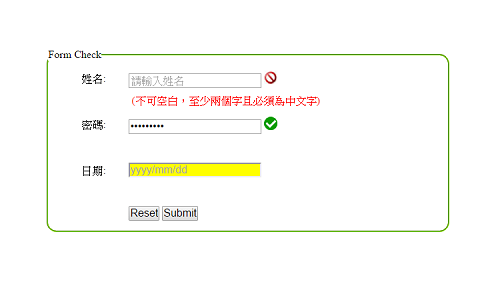 Form Check
姓名: 請輸入姓名
(不可空白，至少兩個字且必須為中文字)
密碼: •••••••••
日期: yyyy/mm/dd
Reset Submit